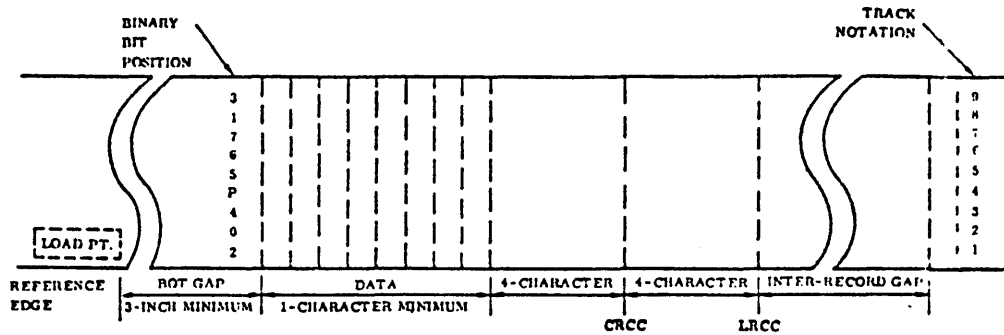 BINARY
BIT
POSITION
TRACK
NOTATION
3
1
7
6
5
P
4
0
2
9
8
7
6
5
4
3
2
1
LOAD PT.
REFERENCE
EDGE
BOT GAP
3-INCH MINIMUM
DATA
1-CHARACTER MINIMUM
4-CHARACTER
4-CHARACTER
INTER-RECORD GAP
CRCC
LRCC